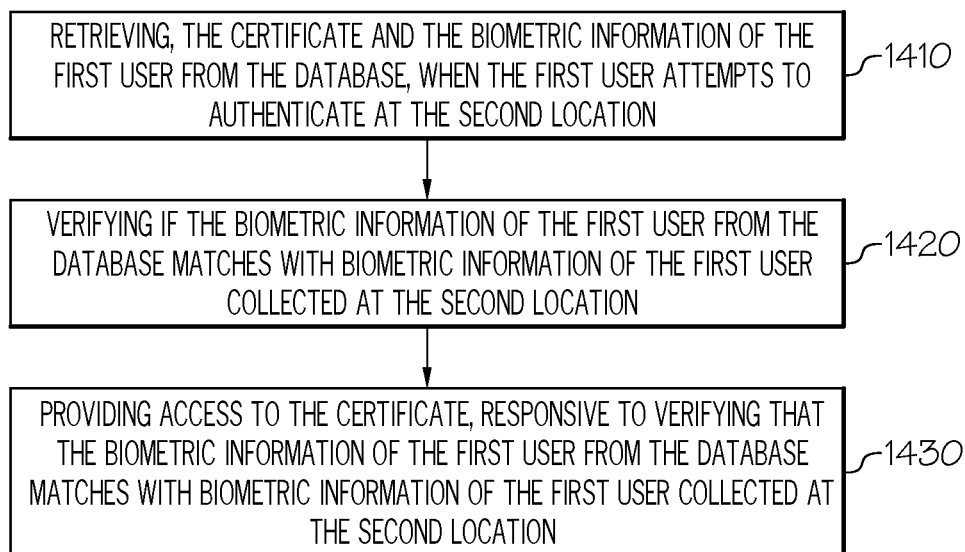 RETRIEVING, THE CERTIFICATE AND THE BIOMETRIC INFORMATION OF THE
FIRST USER FROM THE DATABASE, WHEN THE FIRST USER ATTEMPTS TO
AUTHENTICATE AT THE SECOND LOCATION
1410
VERIFYING IF THE BIOMETRIC INFORMATION OF THE FIRST USER FROM THE
DATABASE MATCHES WITH BIOMETRIC INFORMATION OF THE FIRST USER
COLLECTED AT THE SECOND LOCATION
1420
PROVIDING ACCESS TO THE CERTIFICATE, RESPONSIVE TO VERIFYING THAT
THE BIOMETRIC INFORMATION OF THE FIRST USER FROM THE DATABASE
MATCHES WITH BIOMETRIC INFORMATION OF THE FIRST USER COLLECTED AT
THE SECOND LOCATION
1430